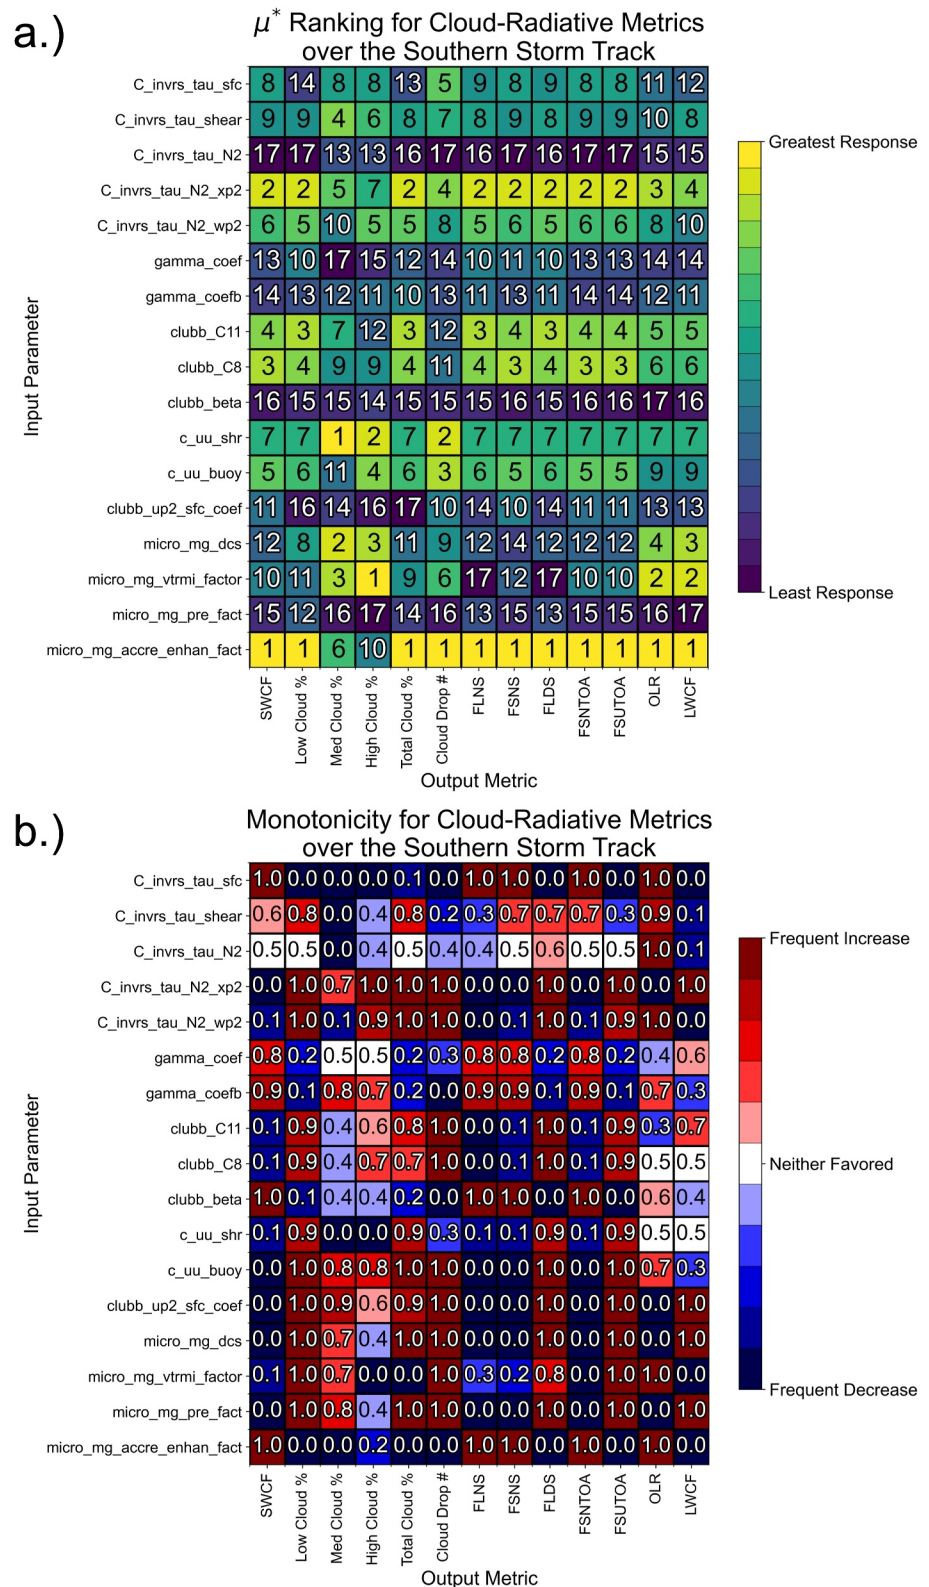 a.)
μ* Ranking for Cloud-Radiative Metrics
over the Southern Storm Track
Input Parameter
C_invrs_tau_sfc 8 14 8 8 13 5 9 8 9 8 8 11 12
C_invrs_tau_shear 9 9 4 6 8 7 8 9 8 9 9 10 8
C_invrs_tau_N2 17 17 13 13 16 17 16 17 16 17 17 15 15
C_invrs_tau_N2_xp2 2 2 5 7 2 4 2 2 2 2 2 3 4
C_invrs_tau_N2_wp2 6 5 10 5 5 8 5 6 5 6 6 8 10
gamma_coef 13 10 17 15 12 14 10 11 10 13 13 14 14
gamma_coefb 14 13 12 11 10 13 11 13 11 14 14 12 11
clubb_C11 4 3 7 12 3 12 3 4 3 4 4 5 5
clubb_C8 3 4 9 9 4 11 4 3 4 3 3 6 6
clubb_beta 16 15 15 14 15 15 15 16 15 16 16 17 16
c_uu_shr 7 7 1 2 7 2 7 7 7 7 7 7 7
c_uu_buoy 5 6 11 4 6 3 6 5 6 5 5 9 9
clubb_up2_sfc_coef 11 16 14 16 17 10 14 10 14 11 11 13 13
micro_mg_dcs 12 8 2 3 11 9 12 14 12 12 12 4 3
micro_mg_vtrmi_factor 10 11 3 1 9 6 17 12 17 10 10 2 2
micro_mg_pre_fact 15 12 16 17 14 16 13 15 13 15 15 16 17
micro_mg_accre_enhan_fact 1 1 6 10 1 1 1 1 1 1 1 1 1
SWCF Low Cloud % Med Cloud % High Cloud % Total Cloud % Cloud Drop # FLNS FSNS FLDS FSNTOA FSUTOA OLR LWCF
Output Metric
Greatest Response
Least Response
b.)
Monotonicity for Cloud-Radiative Metrics
over the Southern Storm Track
Input Parameter
C_invrs_tau_sfc 1.0 0.0 0.0 0.0 0.1 0.0 1.0 1.0 0.0 1.0 0.0 1.0 0.0
C_invrs_tau_shear 0.6 0.8 0.0 0.4 0.8 0.2 0.3 0.7 0.7 0.7 0.3 0.9 0.1
C_invrs_tau_N2 0.5 0.5 0.0 0.4 0.5 0.4 0.4 0.5 0.6 0.5 0.5 1.0 0.1
C_invrs_tau_N2_xp2 0.0 1.0 0.7 1.0 1.0 1.0 0.0 0.0 1.0 0.0 1.0 0.0 1.0
C_invrs_tau_N2_wp2 0.1 1.0 0.1 0.9 1.0 1.0 0.0 0.1 1.0 0.1 0.9 1.0 0.0
gamma_coef 0.8 0.2 0.5 0.5 0.2 0.3 0.8 0.8 0.2 0.8 0.2 0.4 0.6
gamma_coefb 0.9 0.1 0.8 0.7 0.2 0.0 0.9 0.9 0.1 0.9 0.1 0.7 0.3
clubb_C11 0.1 0.9 0.4 0.6 0.8 1.0 0.0 0.1 1.0 0.1 0.9 0.3 0.7
clubb_C8 0.1 0.9 0.4 0.7 0.7 1.0 0.0 0.1 1.0 0.1 0.9 0.5 0.5
clubb_beta 1.0 0.1 0.4 0.4 0.2 0.0 1.0 1.0 0.0 1.0 0.0 0.6 0.4
c_uu_shr 0.1 0.9 0.0 0.0 0.9 0.3 0.1 0.1 0.9 0.1 0.9 0.5 0.5
c_uu_buoy 0.0 1.0 0.8 0.8 1.0 1.0 0.0 0.0 1.0 0.0 1.0 0.7 0.3
clubb_up2_sfc_coef 0.0 1.0 0.9 0.6 0.9 1.0 0.0 0.0 1.0 0.0 1.0 0.0 1.0
micro_mg_dcs 0.0 1.0 0.7 0.4 1.0 1.0 0.0 0.0 1.0 0.0 1.0 0.0 1.0
micro_mg_vtrmi_factor 0.1 1.0 0.7 0.0 0.0 1.0 0.3 0.2 0.8 0.0 1.0 1.0 0.0
micro_mg_pre_fact 0.0 1.0 0.8 0.4 1.0 1.0 0.0 0.0 1.0 0.0 1.0 0.0 1.0
micro_mg_accre_enhan_fact 1.0 0.0 0.0 0.2 0.0 0.0 1.0 1.0 0.0 1.0 0.0 1.0 0.0
SWCF Low Cloud % Med Cloud % High Cloud % Total Cloud % Cloud Drop # FLNS FSNS FLDS FSNTOA FSUTOA OLR LWCF
Output Metric
Frequent Increase
Neither Favored
Frequent Decrease